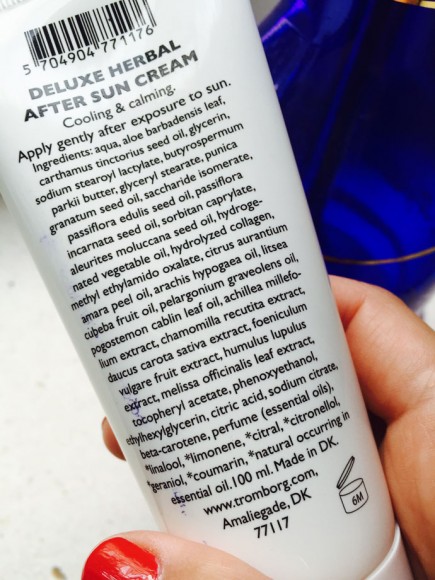 5 704904 771176
DELUXE HERBAL
AFTER SUN CREAM
Cooling & calming.
Apply gently after exposure to sun.
Ingredients: aqua, aloe barbadensis leaf,
carthamus tinctorius seed oil, glycerin,
sodium stearoyl lactylate, butyrospermum
parkii butter, glyceryl stearate, punica
granatum seed oil, saccharide isomerate,
passiflora edulis seed oil, passiflora
incarnata seed oil, sorbitan caprylate,
aleurites moluccana seed oil, hydroge-
nated vegetable oil, hydrolyzed collagen,
methyl ethylamido oxalate, citrus aurantium
amara peel oil, arachis hypogaea oil, litsea
cubeba fruit oil, pelargonium graveolens oil,
pogostemon cablin leaf oil, achillea millefo-
lium extract, chamomilla recutita extract,
daucus carota sativa extract, foeniculum
vulgare fruit extract, humulus lupulus
extract, melissa officinalis leaf extract,
tocopheryl acetate, phenoxyethanol,
ethylhexylglycerin, citric acid, sodium citrate,
beta-carotene, perfume (essential oils),
*linalool, *limonene, *citral, *citronellol,
*geraniol, *coumarin, *natural occurring in
essential oil. 100 ml. Made in DK.
www.tromborg.com,
Amaliegade, DK
77117
6M